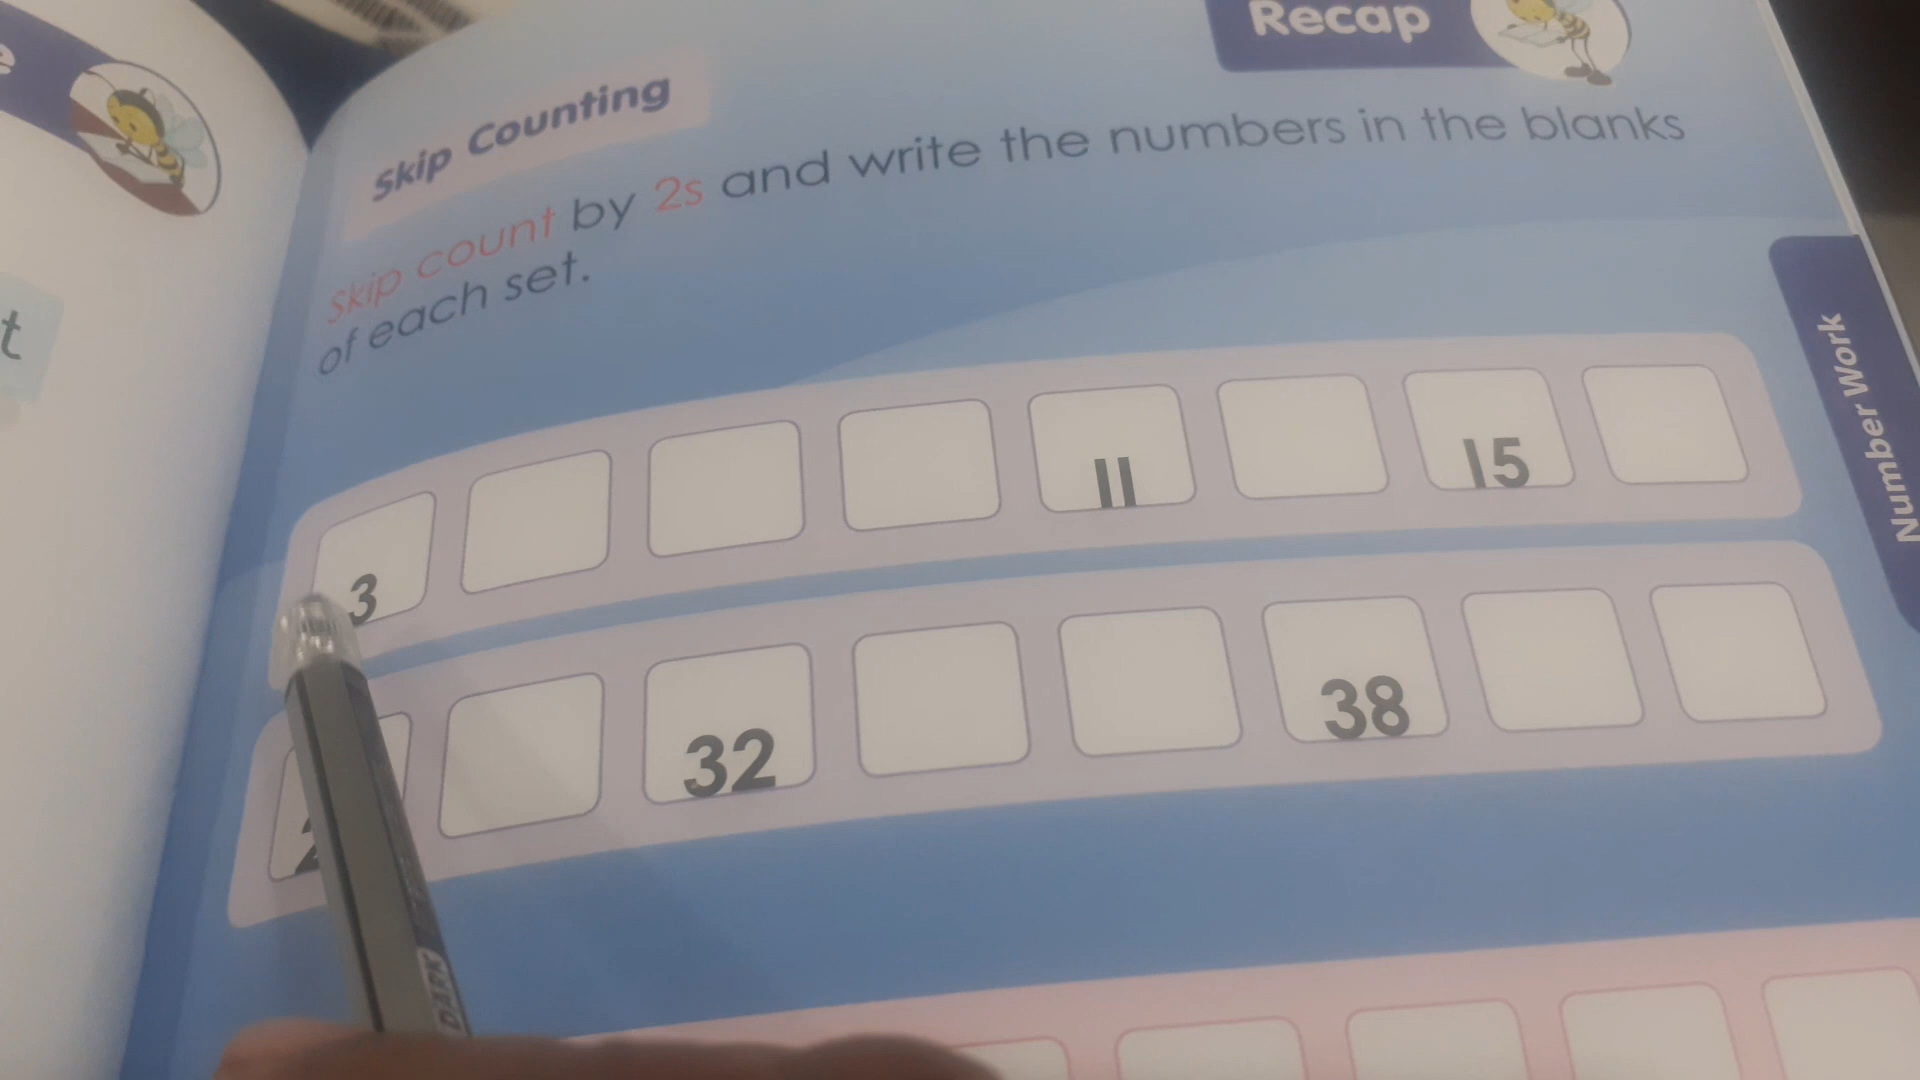 Recap
Skip Counting
Skip count by 2s and write the numbers in the blanks
of each set.
3 11 15
32 38
Number Work
t
DARK